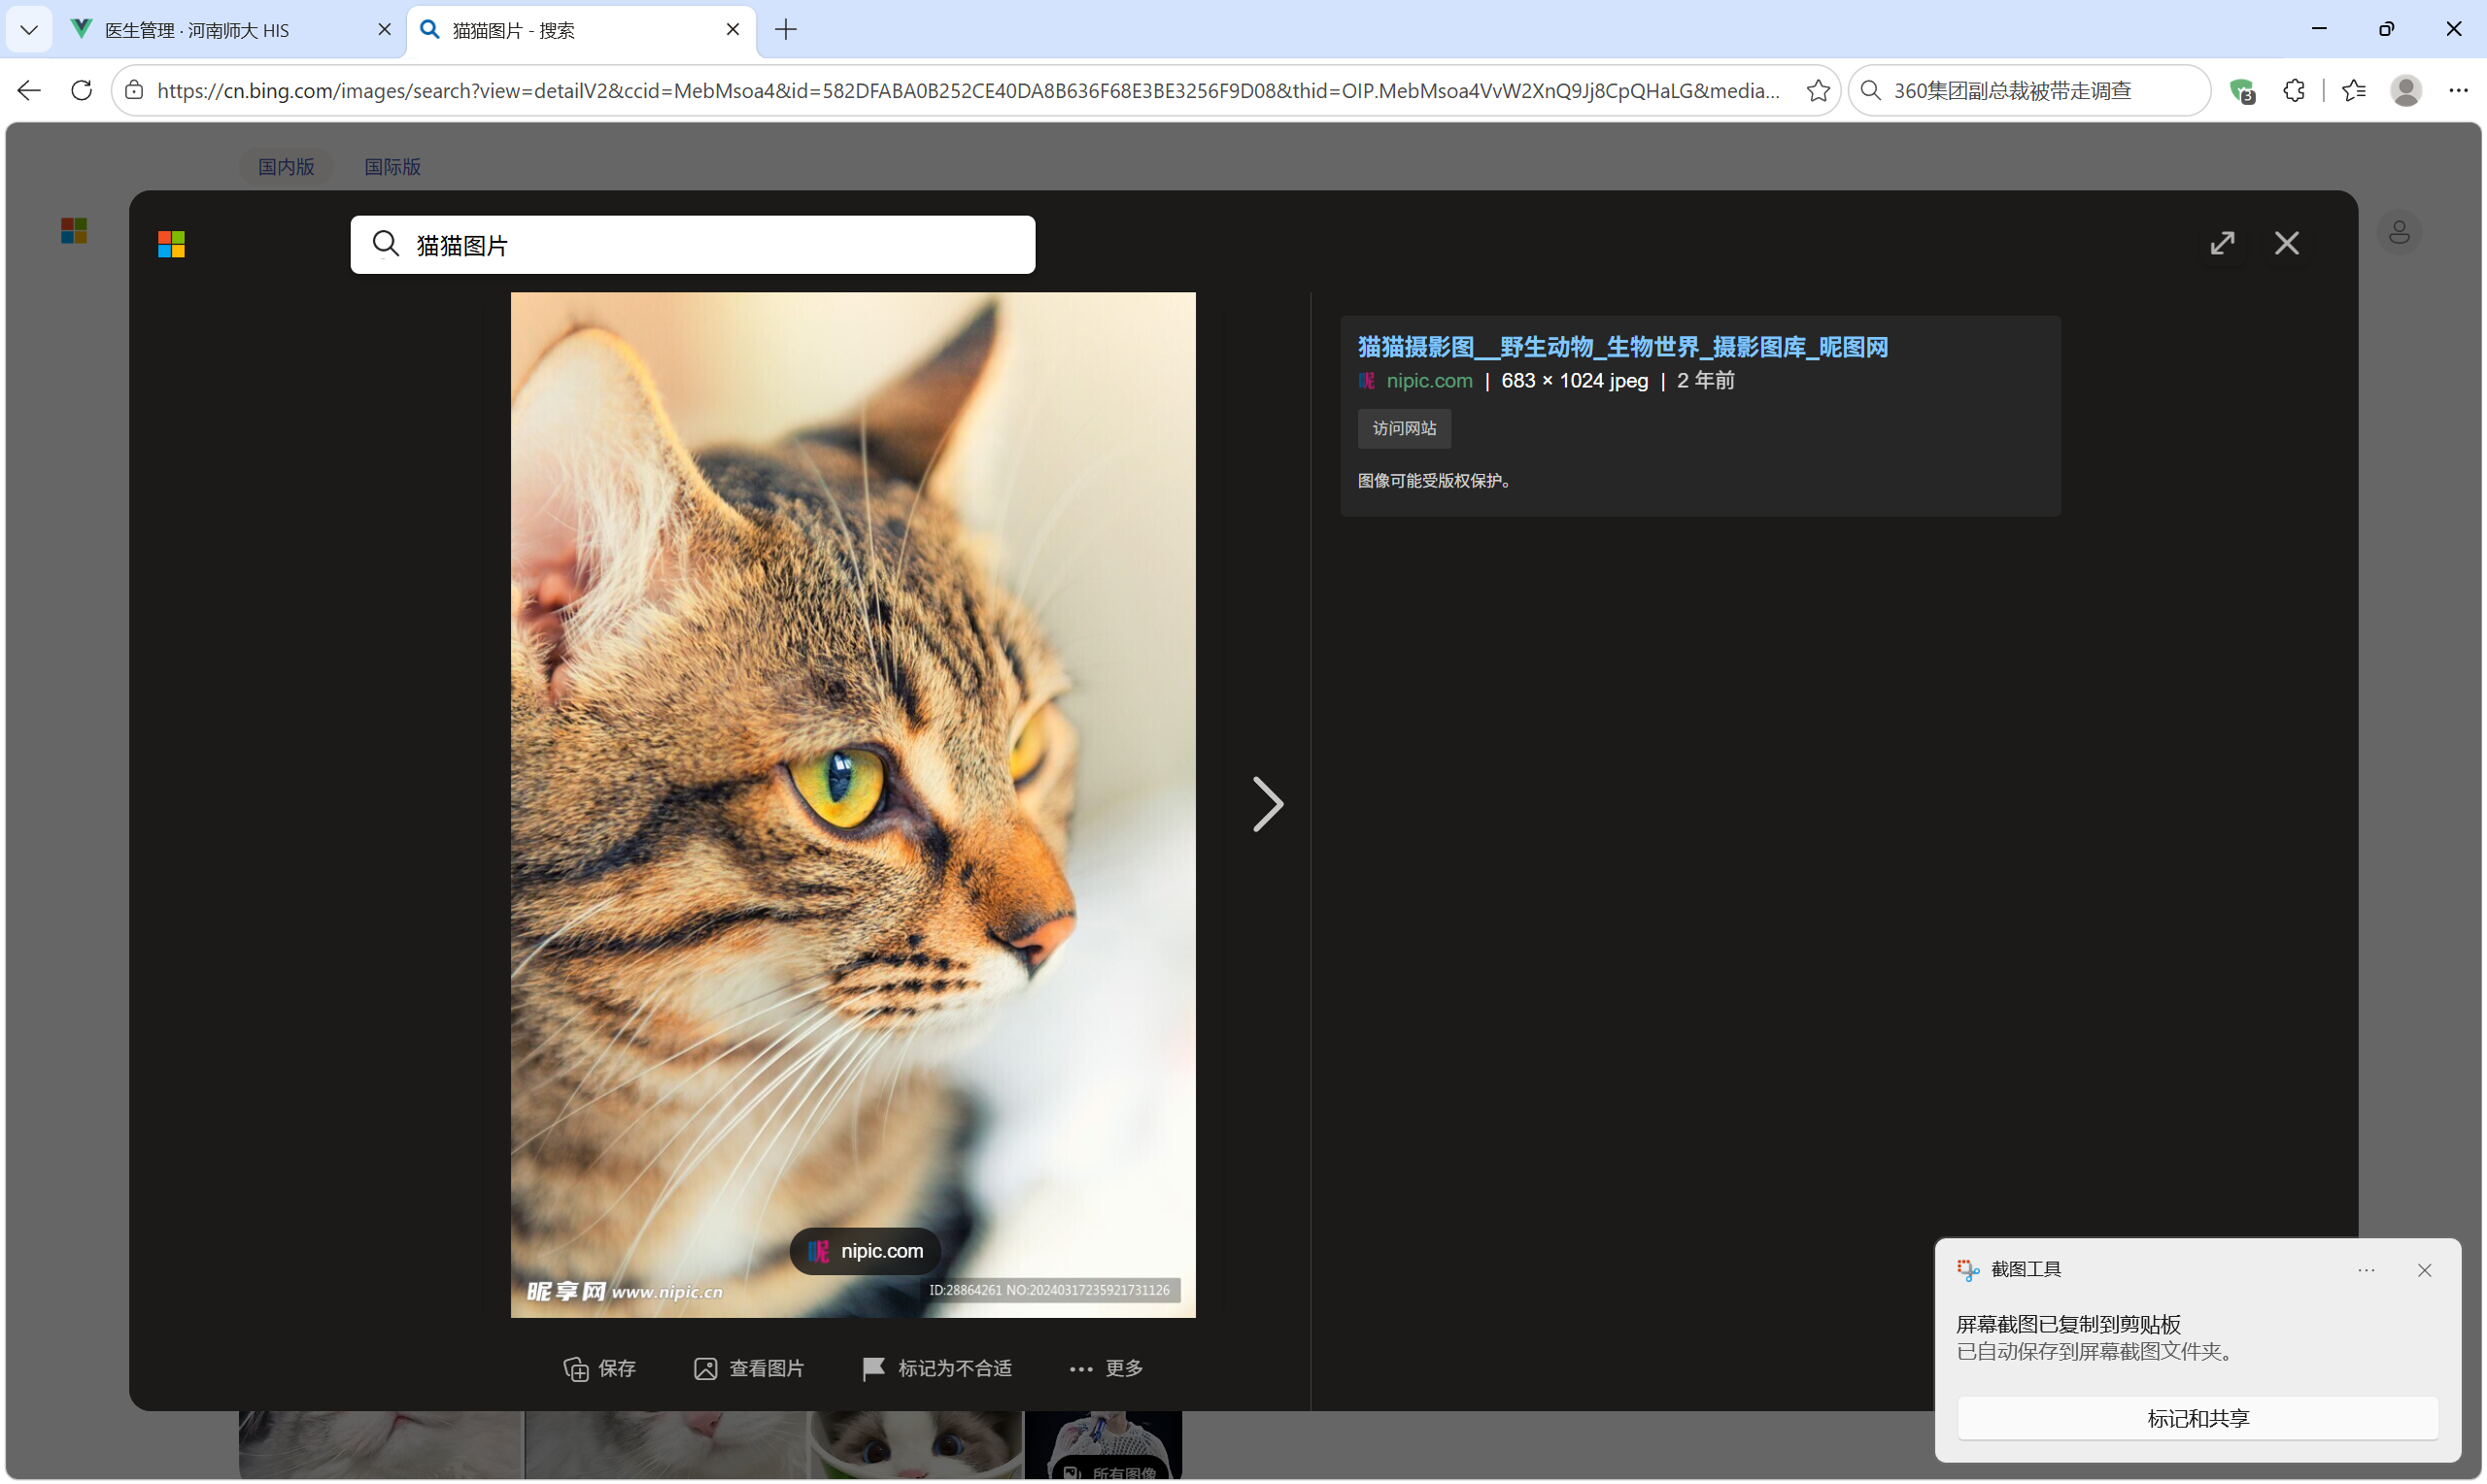 医生管理 · 河南师大 HIS
猫猫图片 - 搜索
https://cn.bing.com/images/search?view=detailV2&ccid=MebMsoa4&id=582DFABA0B252CE40DA8B636F68E3BE3256F9D08&thid=OIP.MebMsoa4VvW2XnQ9Jj8CpQHaLG&media...
360集团副总裁被带走调查
3
国内版 国际版
猫猫图片
猫猫摄影图__野生动物_生物世界_摄影图库_昵图网
昵 nipic.com | 683 × 1024 jpeg | 2 年前
访问网站
图像可能受版权保护。
昵 nipic.com
昵享网 www.nipic.cn
ID:28864261 NO:20240317235921731126
保存 查看图片 标记为不合适 更多
所有图像
截图工具
屏幕截图已复制到剪贴板
已自动保存到屏幕截图文件夹。
标记和共享